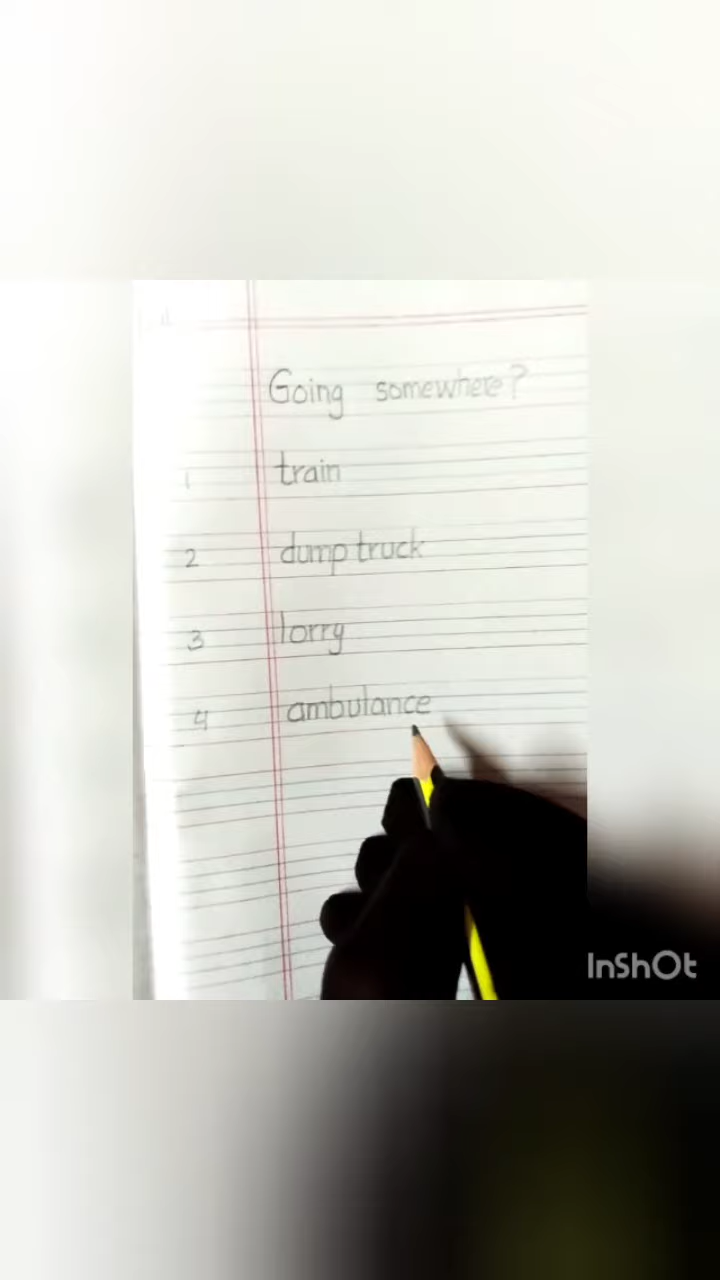 Going somewhere?
1 train
2 dump truck
3 lorry
4 ambulance
InShOt